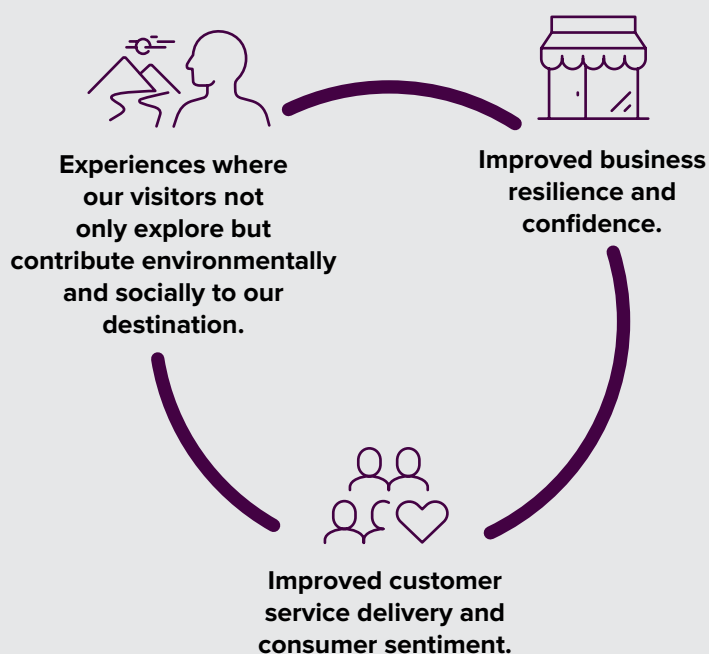 Experiences where
our visitors not
only explore but
contribute environmentally
and socially to our
destination.
Improved business
resilience and
confidence.
Improved customer
service delivery and
consumer sentiment.